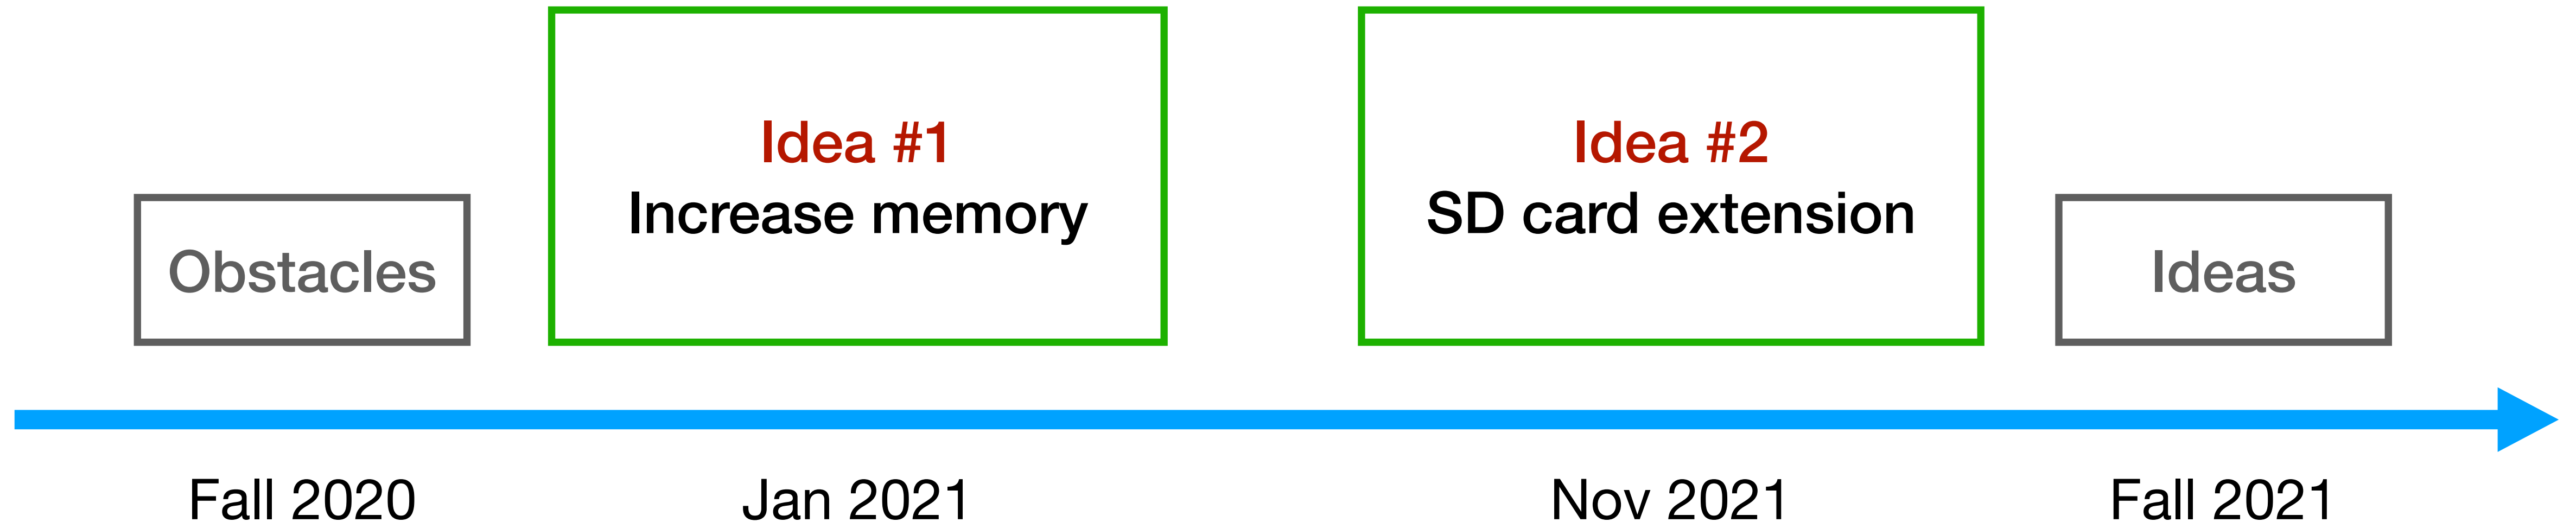 Obstacles
Idea #1
Increase memory
Idea #2
SD card extension
Ideas
Fall 2020
Jan 2021
Nov 2021
Fall 2021